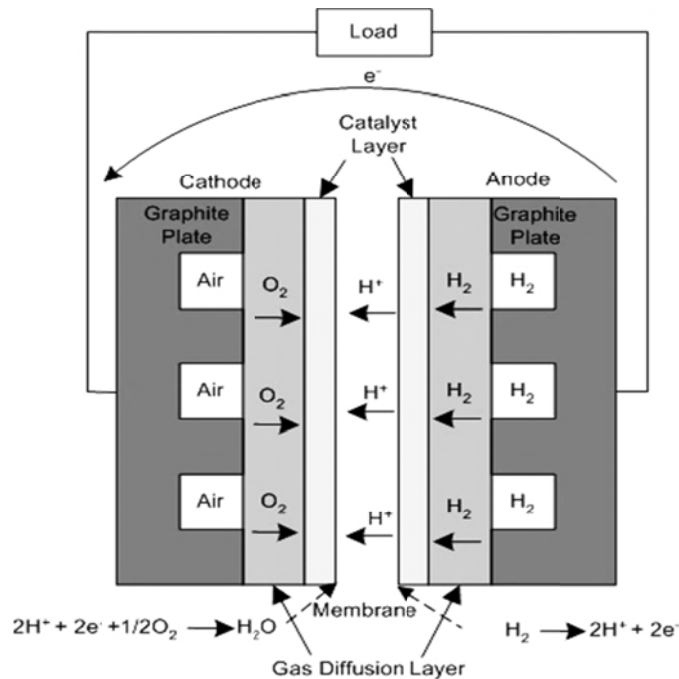 Load
e⁻
Catalyst
Layer
Cathode
Anode
Graphite
Plate
Graphite
Plate
Air
O₂
H⁺
H₂
H₂
Air
O₂
H⁺
H₂
H₂
Air
O₂
H⁺
H₂
H₂
Membrane
2H⁺ + 2e⁻ +1/2O₂ → H₂O
H₂ → 2H⁺ + 2e⁻
Gas Diffusion Layer